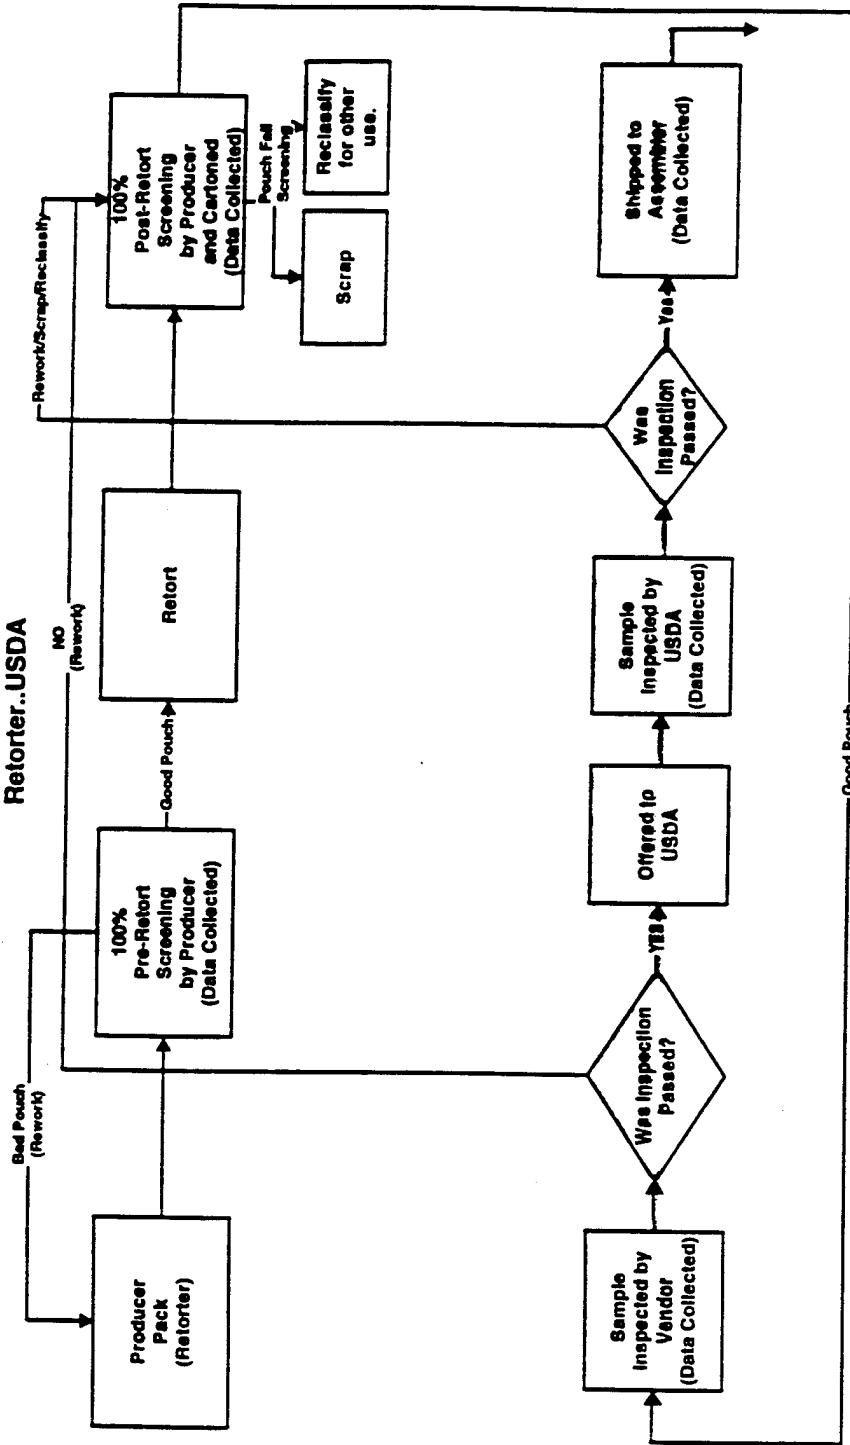 Retorter..USDA
Bad Pouch
(Rework)
NO
(Rework)
Rework/Scrap/Reclassify
Producer
Pack
(Retorter)
100%
Pre-Retort
Screening
by Producer
(Data Collected)
Good Pouch
Retort
100%
Post-Retort
Screening
by Producer
and Cartoned
(Data Collected)
Pouch Fail
Screening
Scrap
Reclassify
for other
use.
Sample
Inspected by
Vendor
(Data Collected)
Was Inspection
Passed?
YES
Offered to
USDA
Sample
Inspected by
USDA
(Data Collected)
Was
Inspection
Passed?
Yes
Shipped to
Assembler
(Data Collected)
Good Pouch